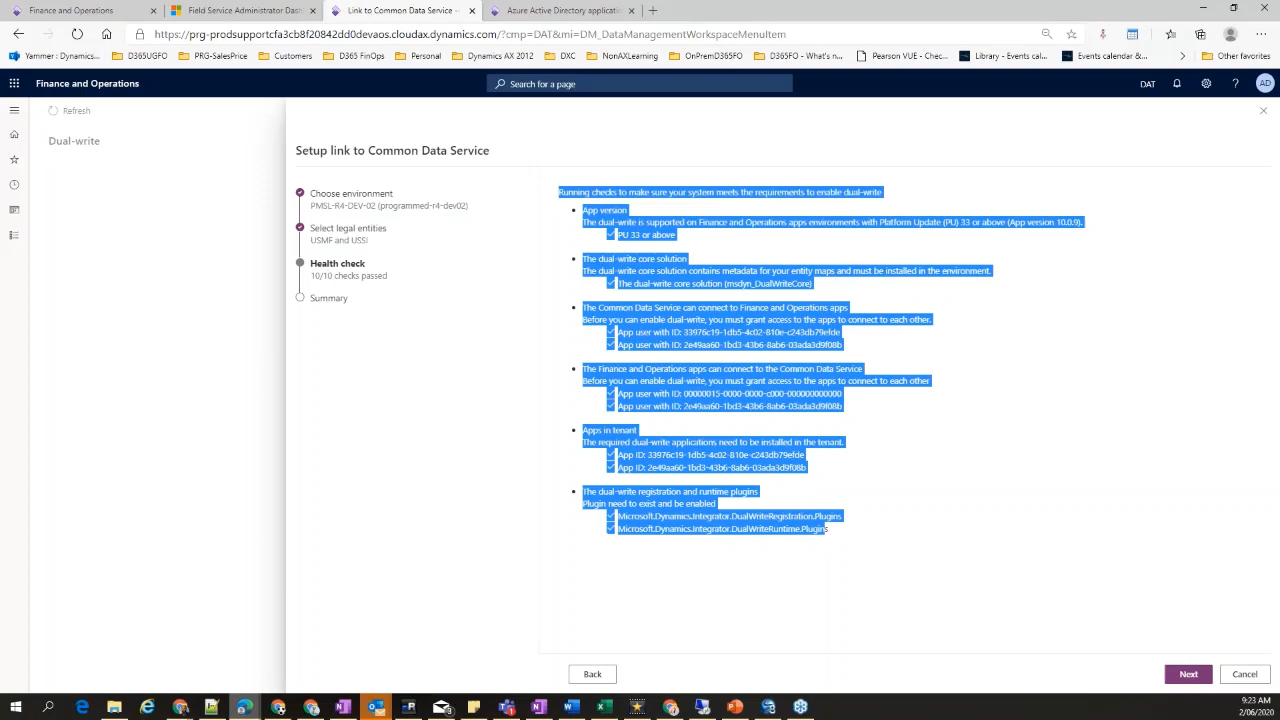 Finance and Operations
Field Service Administrator Das
Link to Common Data Service -
Azure Active Directory applicatio
https://prg-prodsupportcfa3cb8f20842dd0devaos.cloudax.dynamics.com/?cmp=DAT&mi=DM_DataManagementWorkspaceMenuItem
Yammer : Dynamics...
D365UGFO
Customers
D365 FinOps
Personal
Dynamics AX 2012
DXC
NonAXLearning
OnPremD365FO
D365FO - What's n...
Pearson VUE - Che...
Library - Events cal...
Events calendar &...
Other favorites
Finance and Operations
Search for a page
DAT
?
AD
Refresh
Dual-write
Setup link to Common Data Service
Choose environment
PMSL-R4-DEV-02 (programmed-r4-dev02)
Select legal entities
USMF and USSI
Health check
10/10 checks passed
Summary
Running checks to make sure your system meets the requirements to enable dual-write
App version
The dual-write is supported on Finance and Operations apps environments with Platform Update (PU) 33 or above (App version 10.0.9).
PU 33 or above
The dual-write core solution
The dual-write core solution contains metadata for your entity maps and must be installed in the environment.
The dual-write core solution (msdyn_DualWriteCore)
The Common Data Service can connect to Finance and Operations apps
Before you can enable dual-write, you must grant access to the apps to connect to each other.
App user with ID: 33976c19-1db5-4c02-810e-c243db79efde
App user with ID: 2e49aa60-1bd3-43b6-8ab6-03ada3d9f08b
The Finance and Operations apps can connect to the Common Data Service
Before you can enable dual-write, you must grant access to the apps to connect to each other
App user with ID: 00000015-0000-0000-c000-000000000000
App user with ID: 2e49aa60-1bd3-43b6-8ab6-03ada3d9f08b
Apps in tenant
The required dual-write applications need to be installed in the tenant.
App ID: 33976c19-1db5-4c02-810e-c243db79efde
App ID: 2e49aa60-1bd3-43b6-8ab6-03ada3d9f08b
The dual-write registration and runtime plugins
Plugin need to exist and be enabled
Microsoft.Dynamics.Integrator.DualWriteRegistration.Plugins
Microsoft.Dynamics.Integrator.DualWriteRuntime.Plugins
Back
Next
Cancel
9:23 AM
2/06/2020